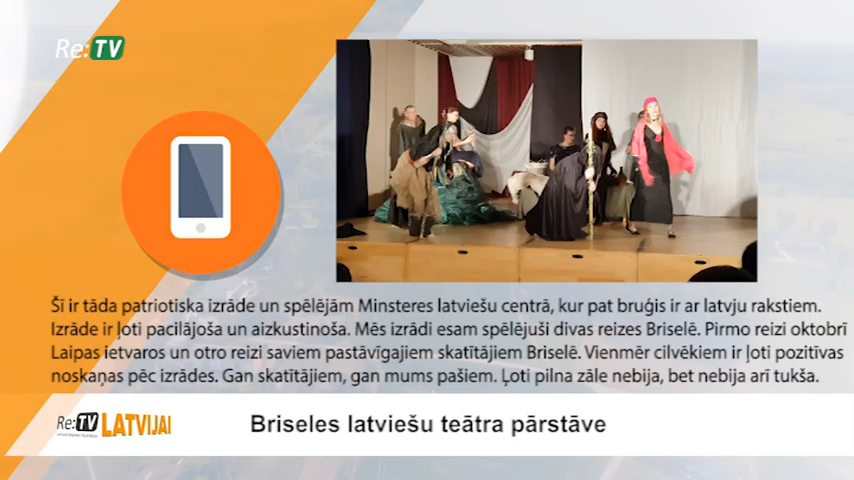 Re:TV
Šī ir tāda patriotiska izrāde un spēlējām Minsteres latviešu centrā, kur pat bruģis ir ar latvju rakstiem.
Izrāde ir ļoti pacilājoša un aizkustinoša. Mēs izrādi esam spēlējuši divas reizes Briselē. Pirmo reizi oktobrī
Laipas ietvaros un otro reizi saviem pastāvīgajiem skatītājiem Briselē. Vienmēr cilvēkiem ir ļoti pozitīvas
noskaņas pēc izrādes. Gan skatītājiem, gan mums pašiem. Ļoti pilna zāle nebija, bet nebija arī tukša.
Re:TV LATVIJAI
Briseles latviešu teātra pārstāve